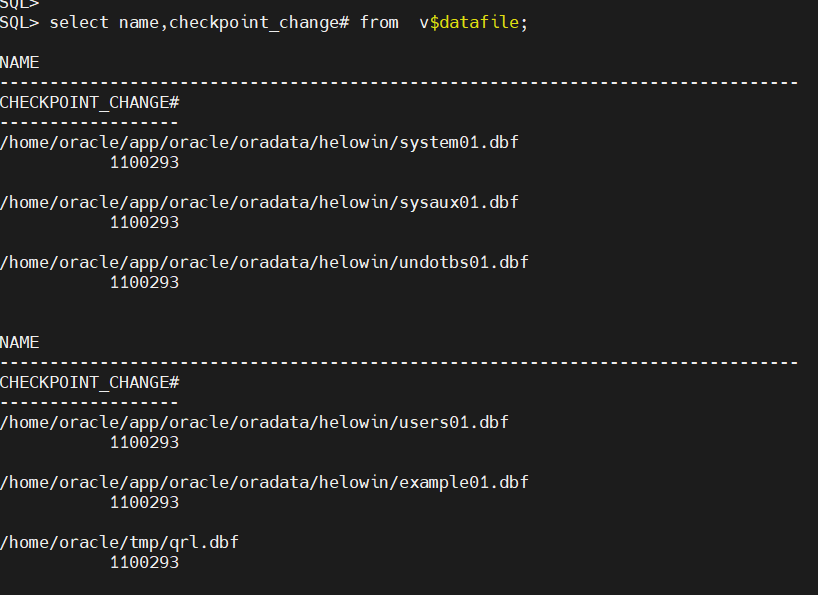 SQL>
SQL> select name,checkpoint_change# from  v$datafile;
NAME
--------------------------------------------------------------------------------
CHECKPOINT_CHANGE#
------------------
/home/oracle/app/oracle/oradata/helowin/system01.dbf
           1100293
/home/oracle/app/oracle/oradata/helowin/sysaux01.dbf
           1100293
/home/oracle/app/oracle/oradata/helowin/undotbs01.dbf
           1100293
NAME
--------------------------------------------------------------------------------
CHECKPOINT_CHANGE#
------------------
/home/oracle/app/oracle/oradata/helowin/users01.dbf
           1100293
/home/oracle/app/oracle/oradata/helowin/example01.dbf
           1100293
/home/oracle/tmp/qrl.dbf
           1100293